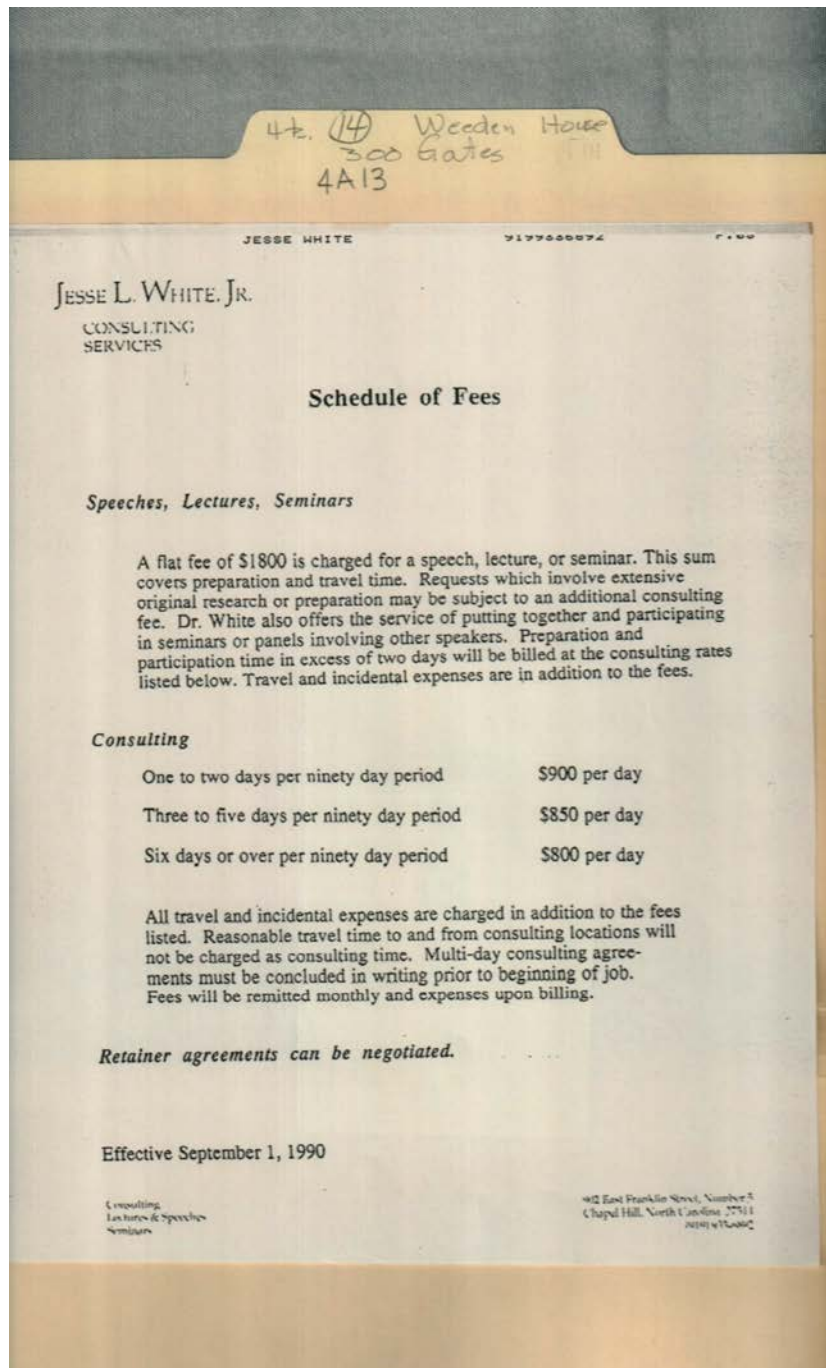 4th. (14) Weeden House
300 Gates
4A13
JESSE WHITE
JESSE L. WHITE. JR.
CONSULTING
SERVICES
Schedule of Fees
Speeches, Lectures, Seminars
A flat fee of $1800 is charged for a speech, lecture, or seminar. This sum
covers preparation and travel time. Requests which involve extensive
original research or preparation may be subject to an additional consulting
fee. Dr. White also offers the service of putting together and participating
in seminars or panels involving other speakers. Preparation and
participation time in excess of two days will be billed at the consulting rates
listed below. Travel and incidental expenses are in addition to the fees.
Consulting
One to two days per ninety day period $900 per day
Three to five days per ninety day period $850 per day
Six days or over per ninety day period $800 per day
All travel and incidental expenses are charged in addition to the fees
listed. Reasonable travel time to and from consulting locations will
not be charged as consulting time. Multi-day consulting agree-
ments must be concluded in writing prior to beginning of job.
Fees will be remitted monthly and expenses upon billing.
Retainer agreements can be negotiated.
Effective September 1, 1990
Consulting
Lectures & Speeches
Seminars
East Franklin Street, Number 5
Chapel Hill, North Carolina